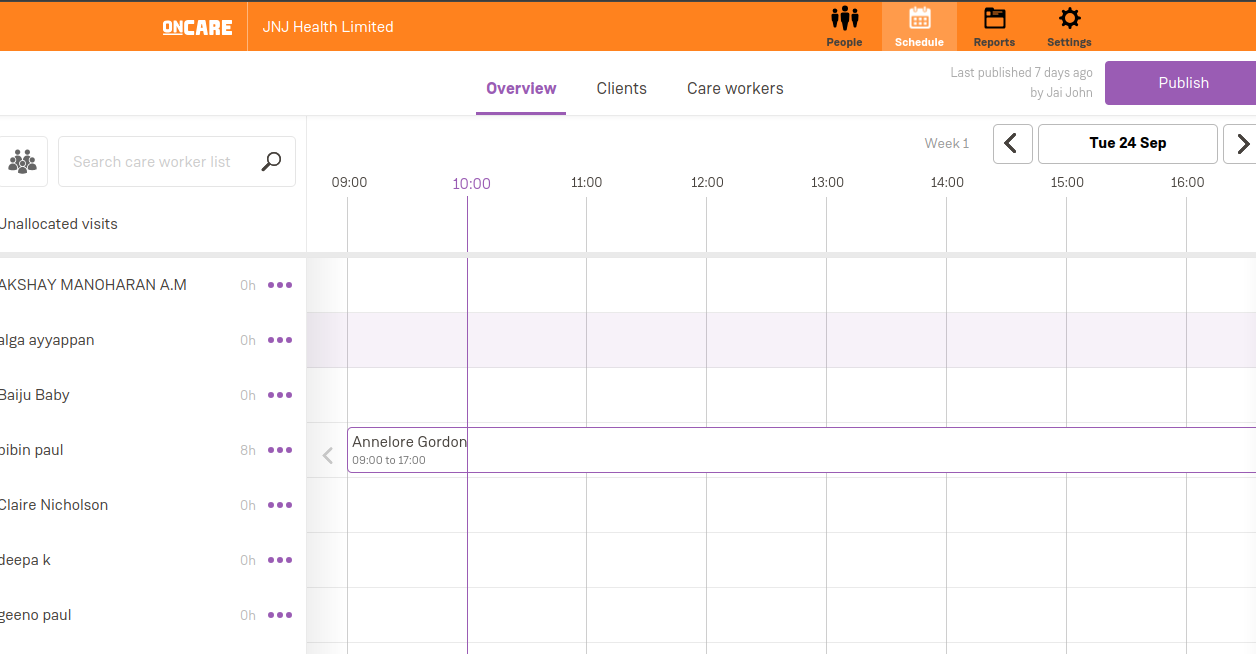 ONCARE JNJ Health Limited People Schedule Reports Settings
Overview Clients Care workers
Last published 7 days ago
by Jai John
Publish
Search care worker list
Week 1 Tue 24 Sep
09:00 10:00 11:00 12:00 13:00 14:00 15:00 16:00
Unallocated visits
AKSHAY MANOHARAN A.M 0h
alga ayyappan 0h
Baiju Baby 0h
bibin paul 8h
Annelore Gordon
09:00 to 17:00
Claire Nicholson 0h
deepa k 0h
geeno paul 0h